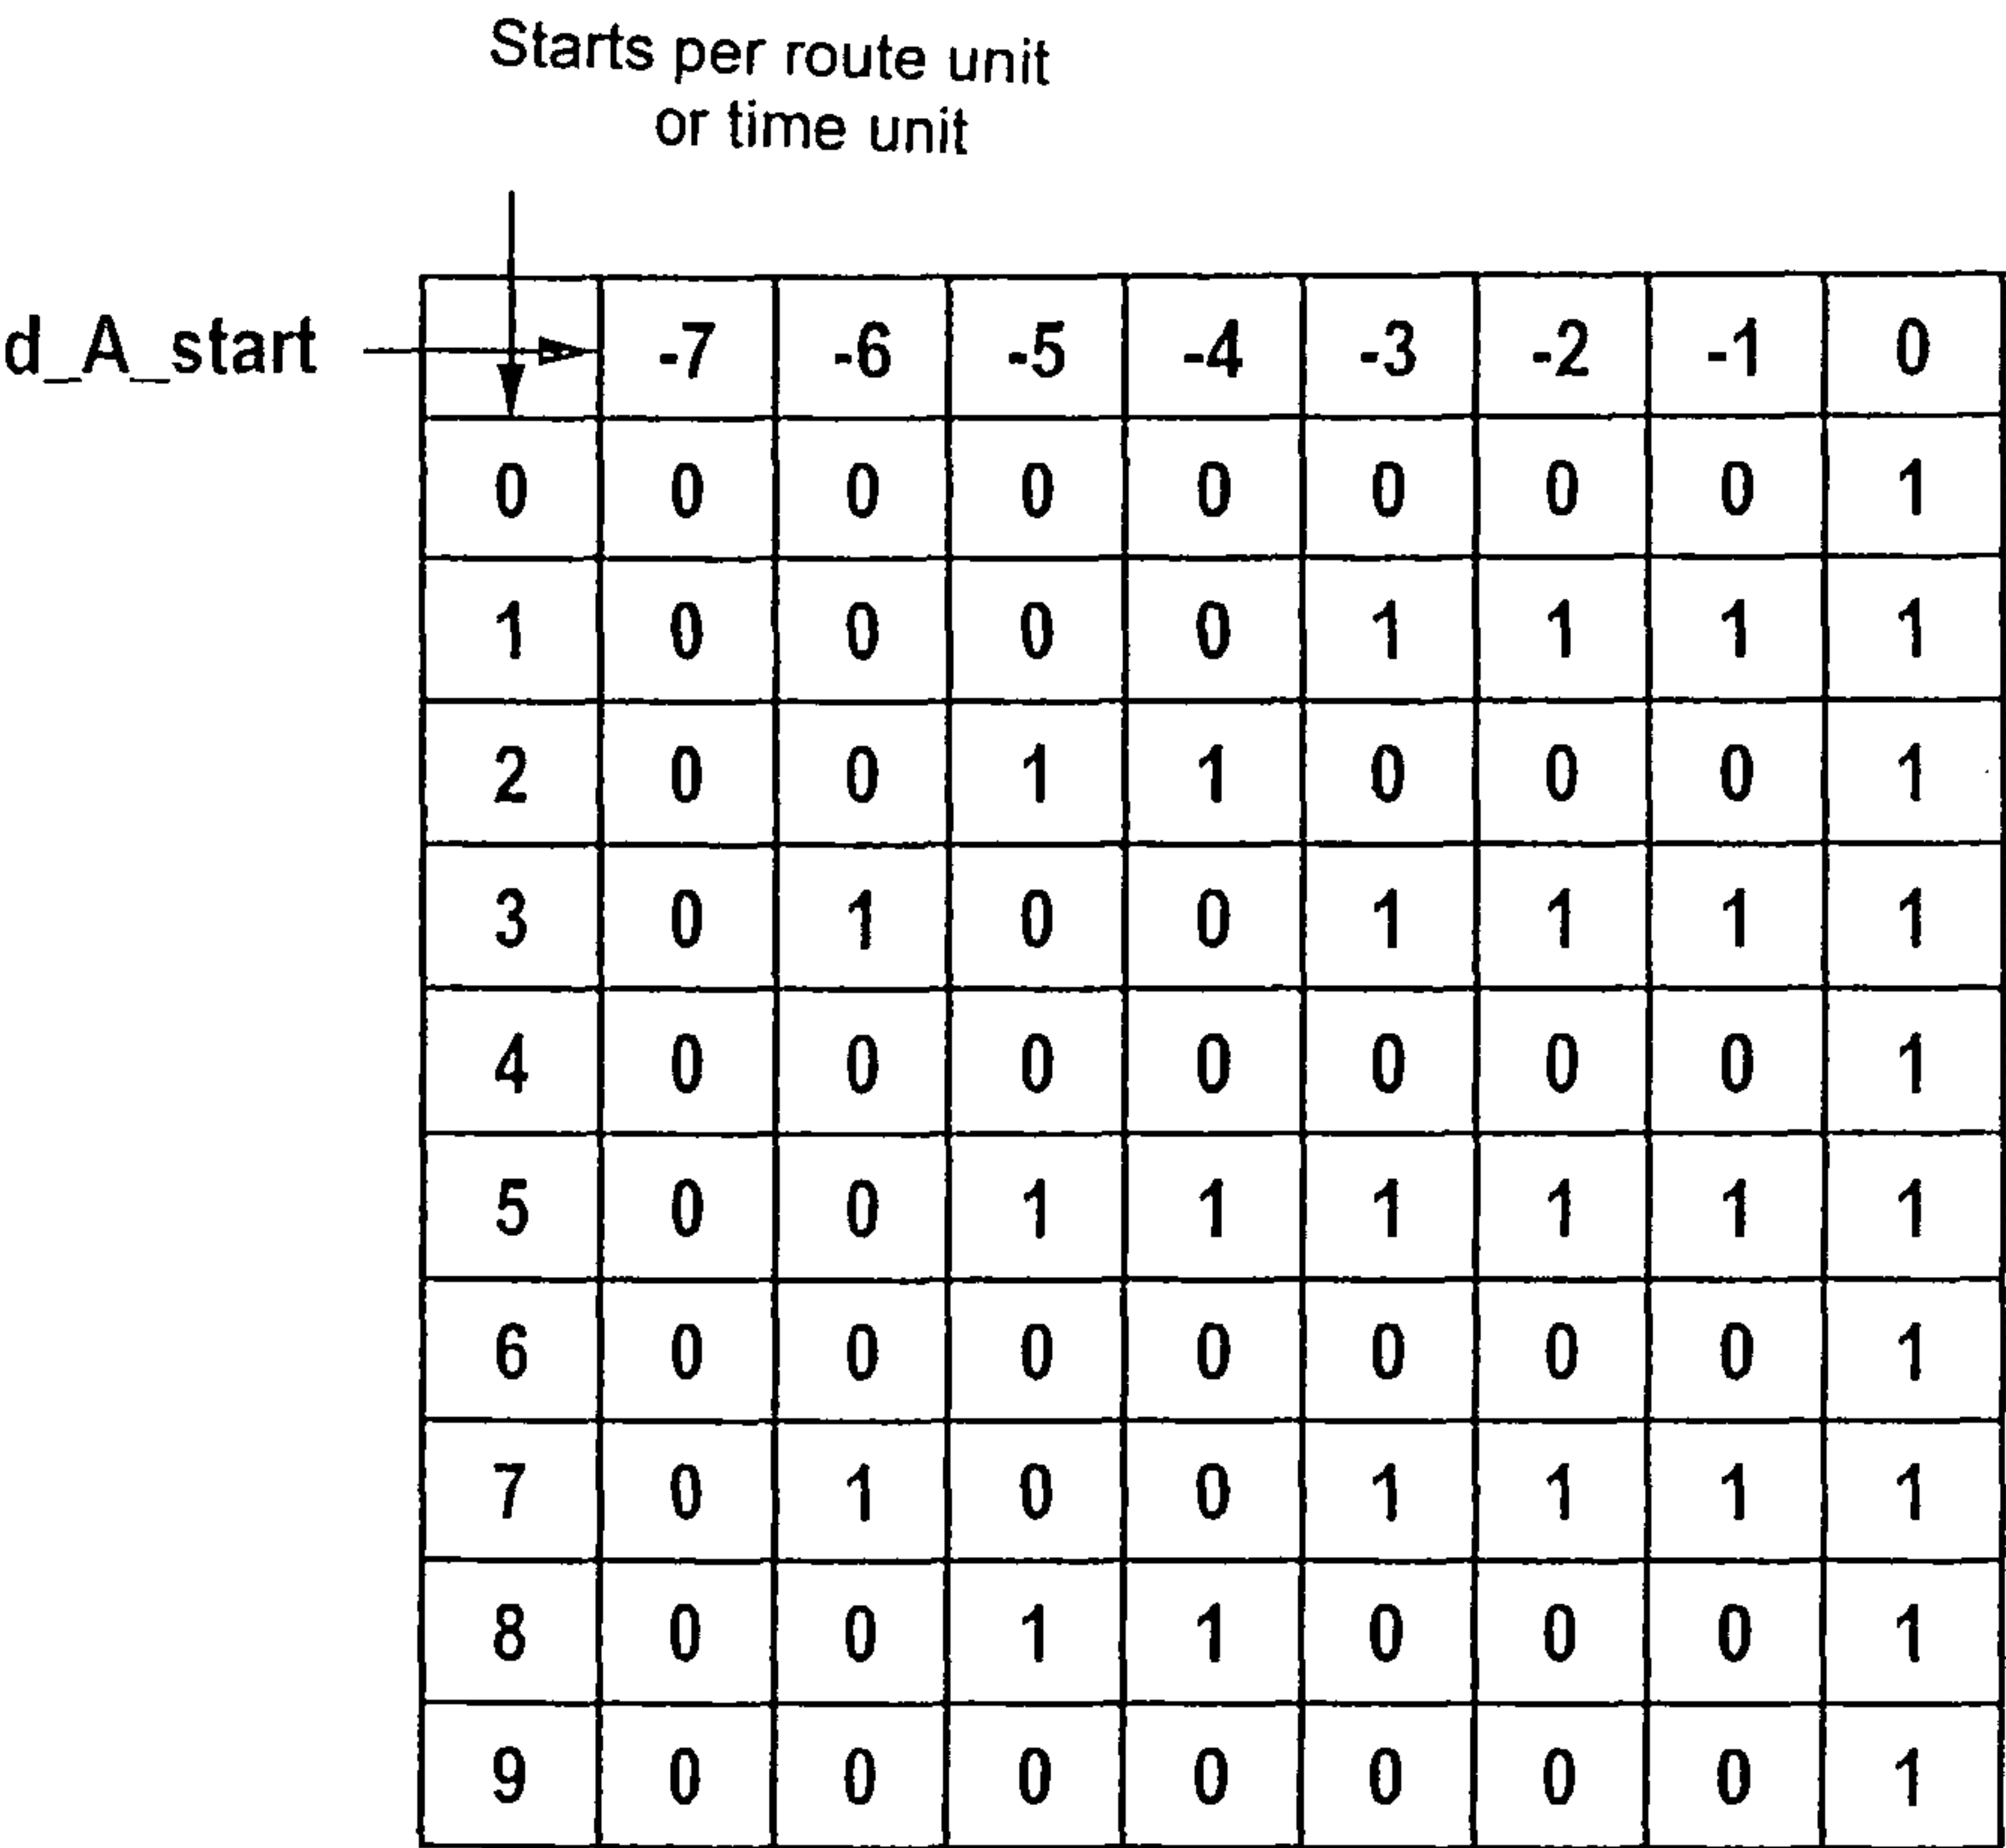 Starts per route unit
or time unit
d_A_start -7 -6 -5 -4 -3 -2 -1 0
0 0 0 0 0 0 0 0 1
1 0 0 0 0 1 1 1 1
2 0 0 1 1 0 0 0 1
3 0 1 0 0 1 1 1 1
4 0 0 0 0 0 0 0 1
5 0 0 1 1 1 1 1 1
6 0 0 0 0 0 0 0 1
7 0 1 0 0 1 1 1 1
8 0 0 1 1 0 0 0 1
9 0 0 0 0 0 0 0 1